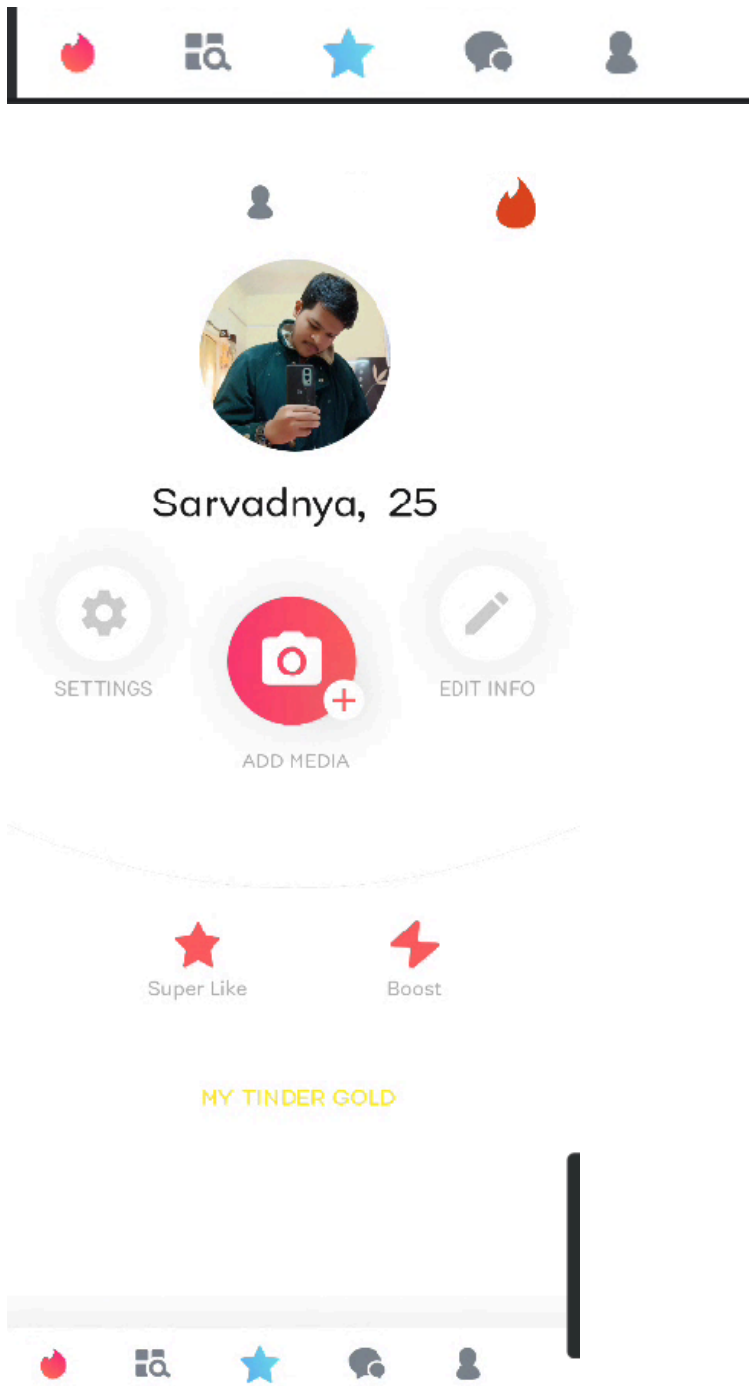 Sarvadnya, 25
SETTINGS
EDIT INFO
ADD MEDIA
Super Like
Boost
MY TINDER GOLD